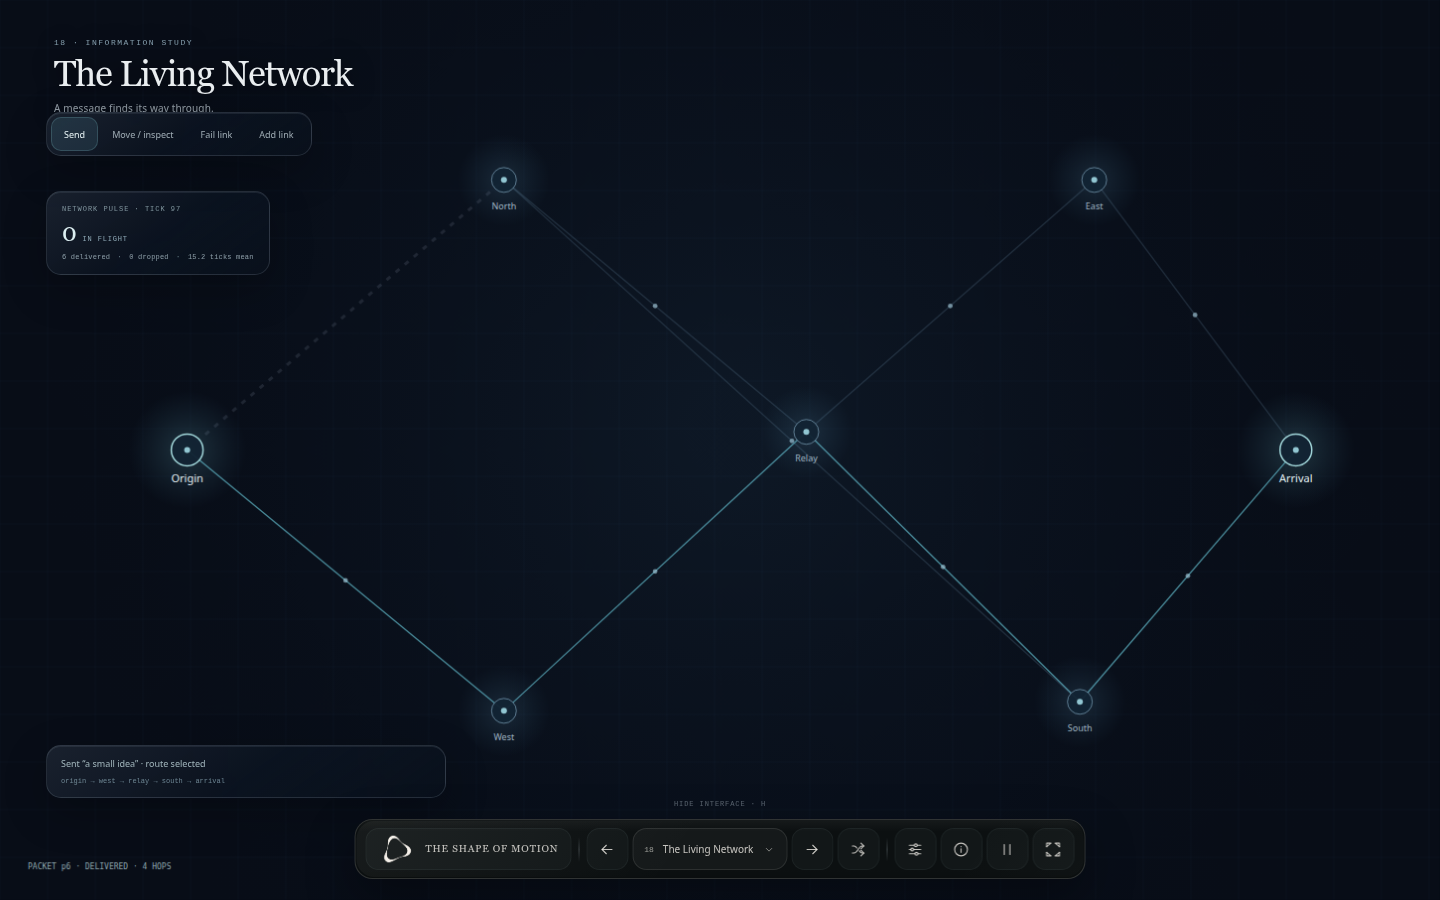 18 · INFORMATION STUDY
The Living Network
A message finds its way through.
Send Move / inspect Fail link Add link
NETWORK PULSE · TICK 97
0 IN FLIGHT
6 delivered · 0 dropped · 15.2 ticks mean
North
East
Relay
Origin
Arrival
West
South
Sent “a small idea” · route selected
origin → west → relay → south → arrival
HIDE INTERFACE · H
THE SHAPE OF MOTION
18 The Living Network
PACKET p6 · DELIVERED · 4 HOPS